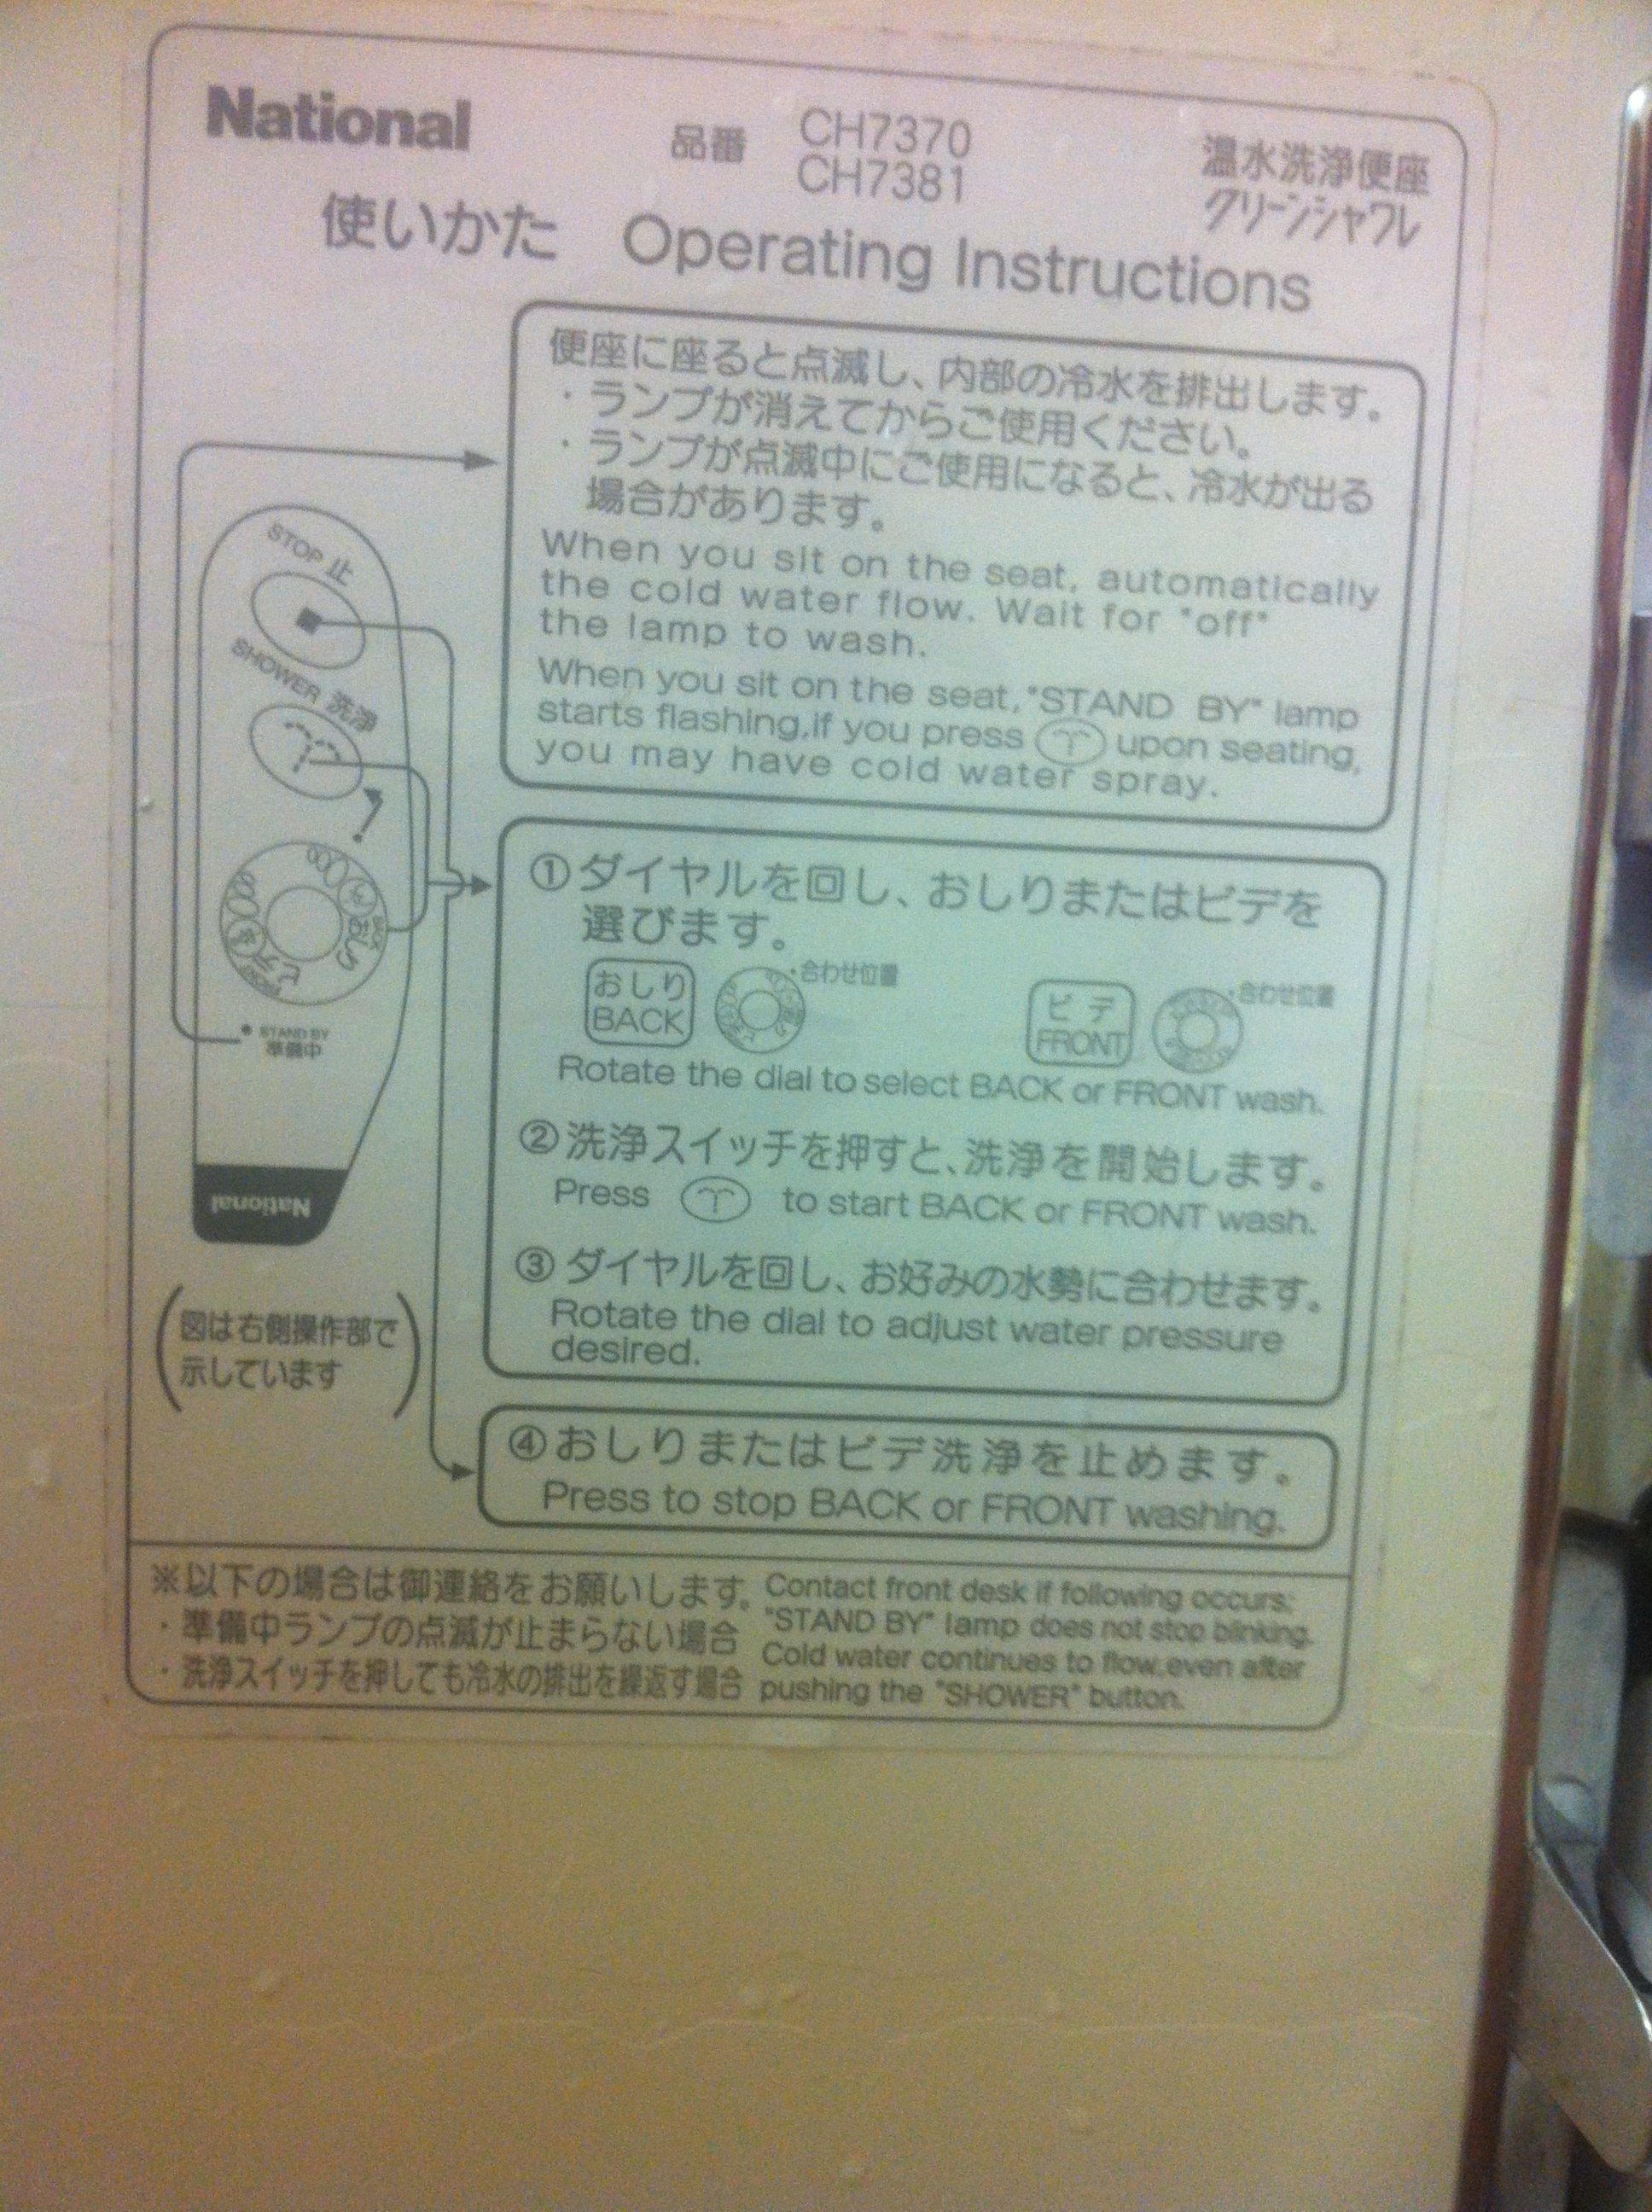 National
品番
CH7370
CH7381
温水洗浄便座
クリーンシャワレ
使いかた Operating Instructions
便座に座ると点滅し、内部の冷水を排出します。
・ランプが消えてからご使用ください。
・ランプが点滅中にご使用になると、冷水が出る
場合があります。
When you sit on the seat, automatically
the cold water flow. Wait for "off"
the lamp to wash.
When you sit on the seat,"STAND BY" lamp
starts flashing,if you press upon seating,
you may have cold water spray.
STOP 止
SHOWER 洗浄
BACK
おしり
ビデ
FRONT
STAND BY
準備中
National
(図は右側操作部で
示しています)
①ダイヤルを回し、おしりまたはビデを
選びます。
おしり
BACK
・合わせ位置
ビデ
FRONT
・合わせ位置
Rotate the dial to select BACK or FRONT wash.
②洗浄スイッチを押すと、洗浄を開始します。
Press to start BACK or FRONT wash.
③ダイヤルを回し、お好みの水勢に合わせます。
Rotate the dial to adjust water pressure
desired.
④おしりまたはビデ洗浄を止めます。
Press to stop BACK or FRONT washing.
※以下の場合は御連絡をお願いします。
・準備中ランプの点滅が止まらない場合
・洗浄スイッチを押しても冷水の排出を繰返す場合
Contact front desk if following occurs:
"STAND BY" lamp does not stop blinking.
Cold water continues to flow,even after
pushing the "SHOWER" button.